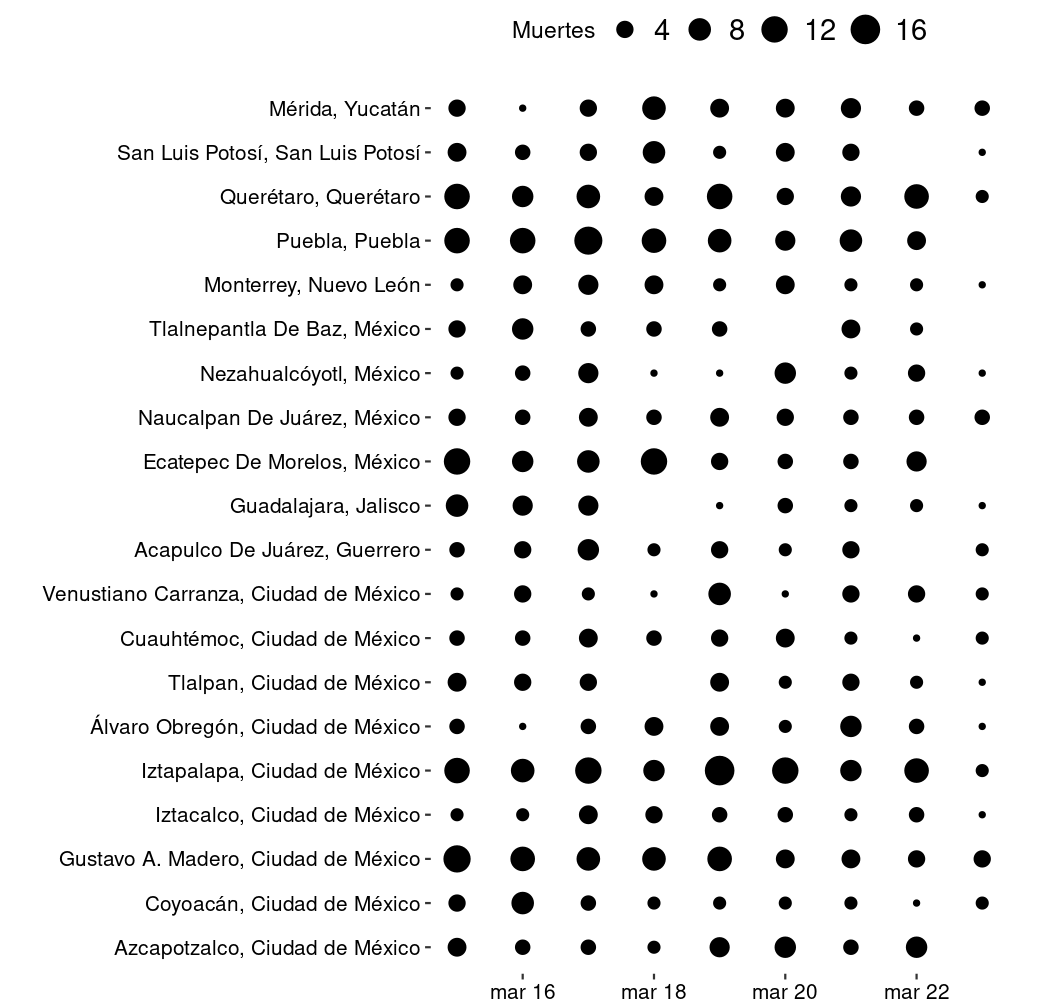 Muertes 4 8 12 16
Mérida, Yucatán
San Luis Potosí, San Luis Potosí
Querétaro, Querétaro
Puebla, Puebla
Monterrey, Nuevo León
Tlalnepantla De Baz, México
Nezahualcóyotl, México
Naucalpan De Juárez, México
Ecatepec De Morelos, México
Guadalajara, Jalisco
Acapulco De Juárez, Guerrero
Venustiano Carranza, Ciudad de México
Cuauhtémoc, Ciudad de México
Tlalpan, Ciudad de México
Álvaro Obregón, Ciudad de México
Iztapalapa, Ciudad de México
Iztacalco, Ciudad de México
Gustavo A. Madero, Ciudad de México
Coyoacán, Ciudad de México
Azcapotzalco, Ciudad de México
mar 16 mar 18 mar 20 mar 22